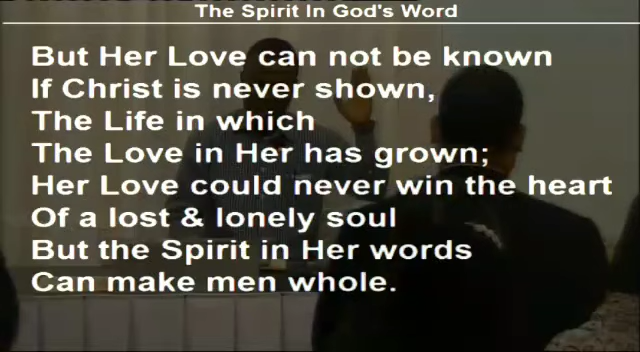 The Spirit In God's Word
But Her Love can not be known
If Christ is never shown,
The Life in which
The Love in Her has grown;
Her Love could never win the heart
Of a lost & lonely soul
But the Spirit in Her words
Can make men whole.